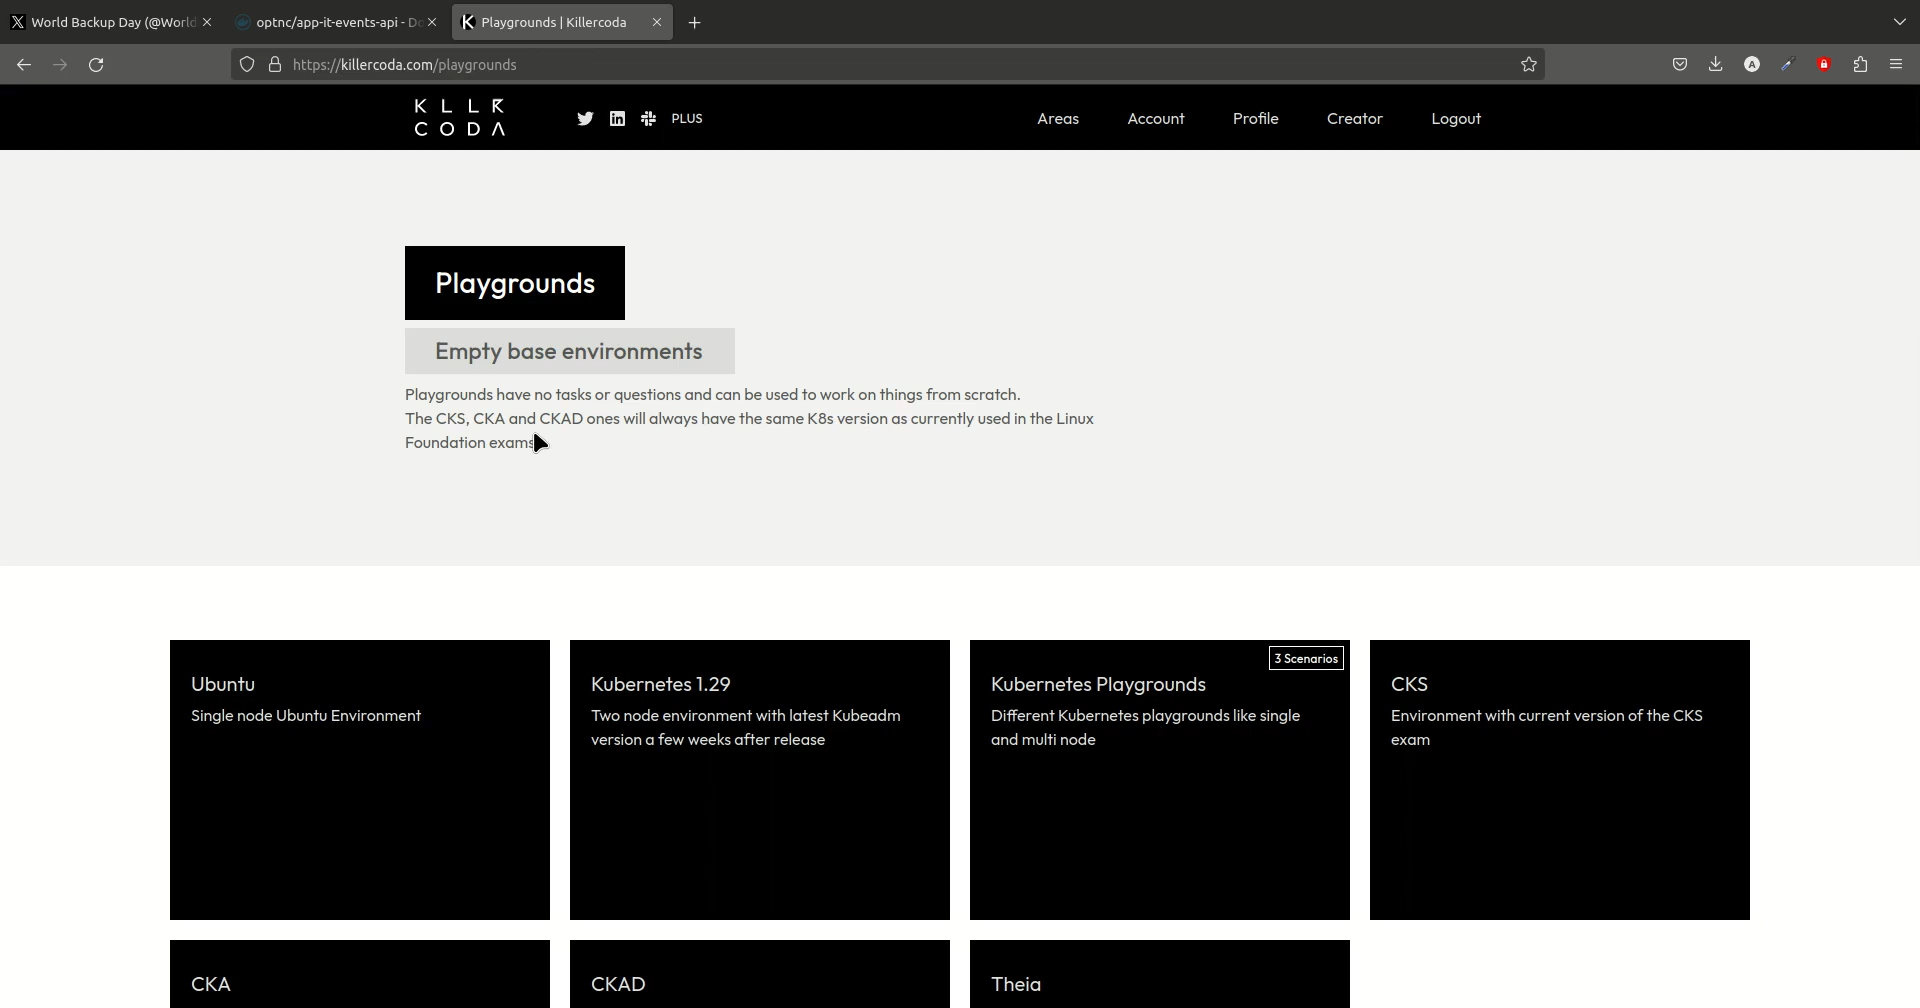 World Backup Day (@World
optnc/app-it-events-api - Do
Playgrounds | Killercoda
https://killercoda.com/playgrounds
KLLR
CODA
PLUS
Areas
Account
Profile
Creator
Logout
Playgrounds
Empty base environments
Playgrounds have no tasks or questions and can be used to work on things from scratch.
The CKS, CKA and CKAD ones will always have the same K8s version as currently used in the Linux
Foundation exams
Ubuntu
Single node Ubuntu Environment
Kubernetes 1.29
Two node environment with latest Kubeadm
version a few weeks after release
3 Scenarios
Kubernetes Playgrounds
Different Kubernetes playgrounds like single
and multi node
CKS
Environment with current version of the CKS
exam
CKA
CKAD
Theia